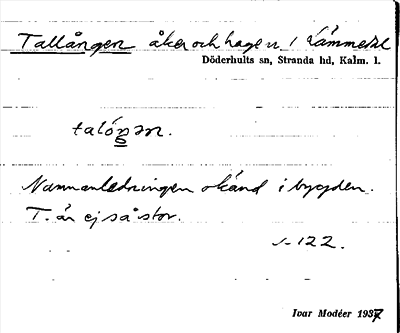 Tallången åker och hage n / Lämmedal
Döderhults sn, Stranda hd, Kalm. l.
talóŋən.
Namnanledningen okänd i bygden.
T. är ej så stor.
s-122.
Ivar Modéer 1937